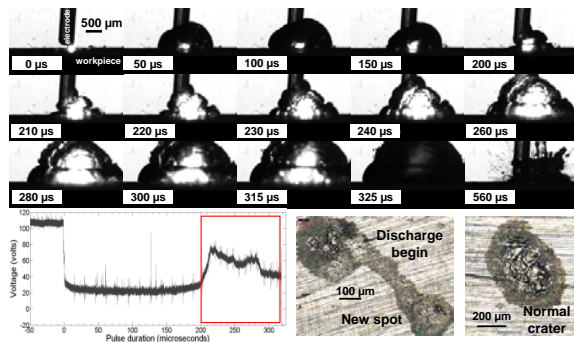 electrode
500 µm
workpiece
0 µs
50 µs
100 µs
150 µs
200 µs
210 µs
220 µs
230 µs
240 µs
260 µs
280 µs
300 µs
315 µs
325 µs
560 µs
Voltage (volts)
120
100
80
60
40
20
0
-20
-50
0
50
100
150
200
250
300
Pulse duration (microseconds)
Discharge
begin
100 µm
New spot
200 µm
Normal
crater